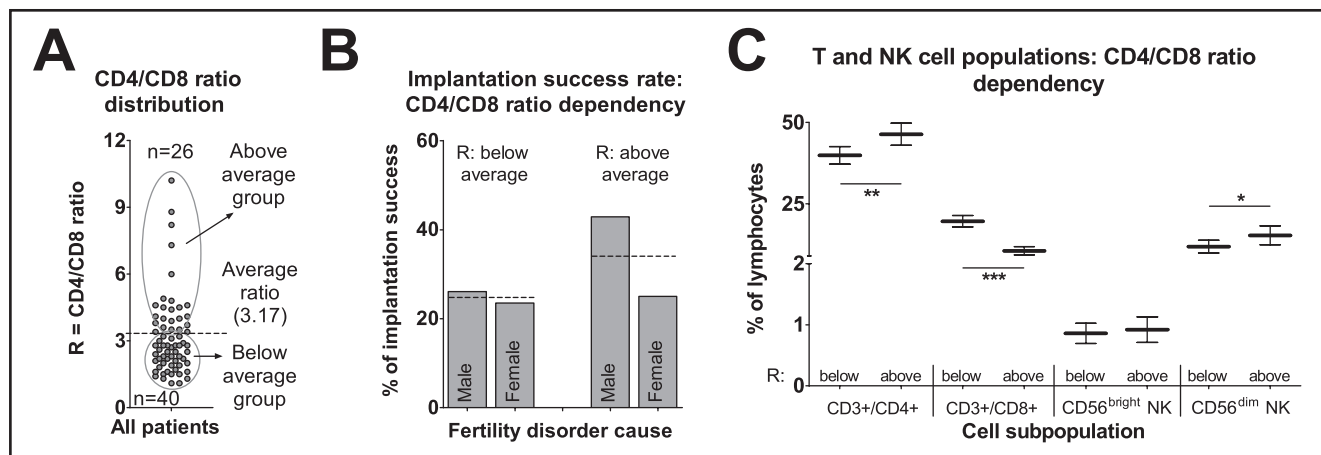 A
CD4/CD8 ratio
distribution
R = CD4/CD8 ratio
12
9
6
3
0
n=26
Above
average
group
Average
ratio
(3.17)
Below
average
group
n=40
All patients
B
Implantation success rate:
CD4/CD8 ratio dependency
% of implantation success
60
40
20
0
R: below
average
R: above
average
Male
Female
Male
Female
Fertility disorder cause
C
T and NK cell populations: CD4/CD8 ratio
dependency
% of lymphocytes
50
25
2
1
0
**
***
*
R: below above below above below above below above
CD3+/CD4+ CD3+/CD8+ CD56bright NK CD56dim NK
Cell subpopulation